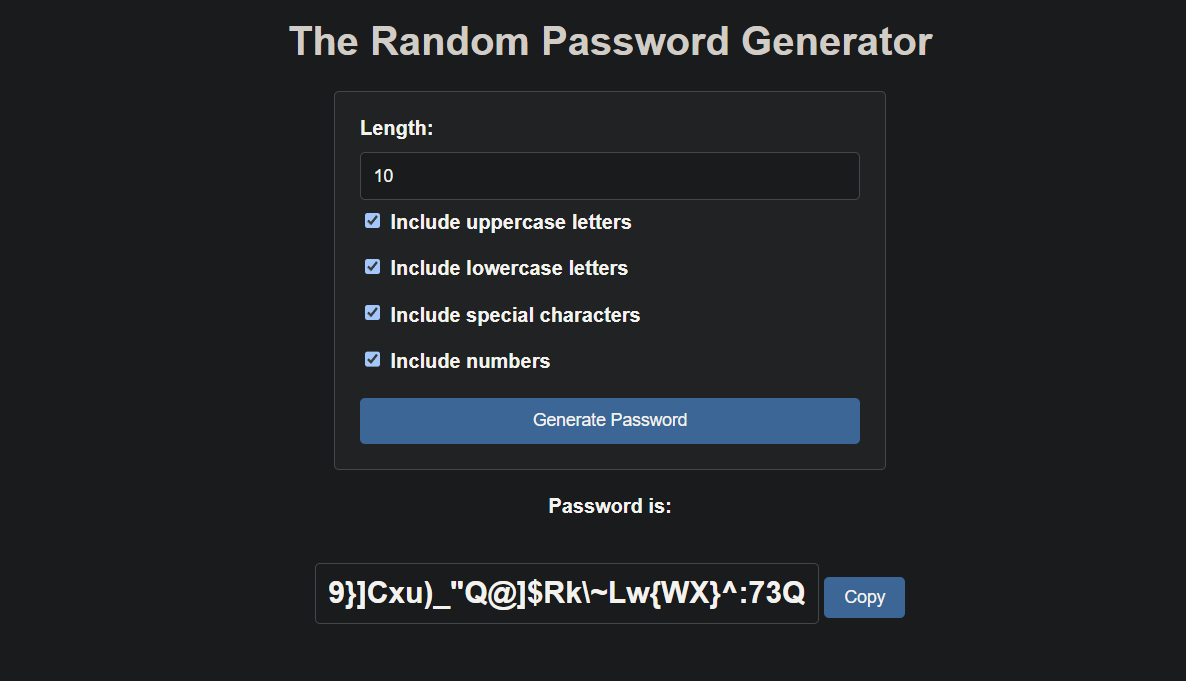 The Random Password Generator
Length:
10
Include uppercase letters
Include lowercase letters
Include special characters
Include numbers
Generate Password
Password is:
9}]Cxu)_"Q@]$Rk\~Lw{WX}^:73Q
Copy